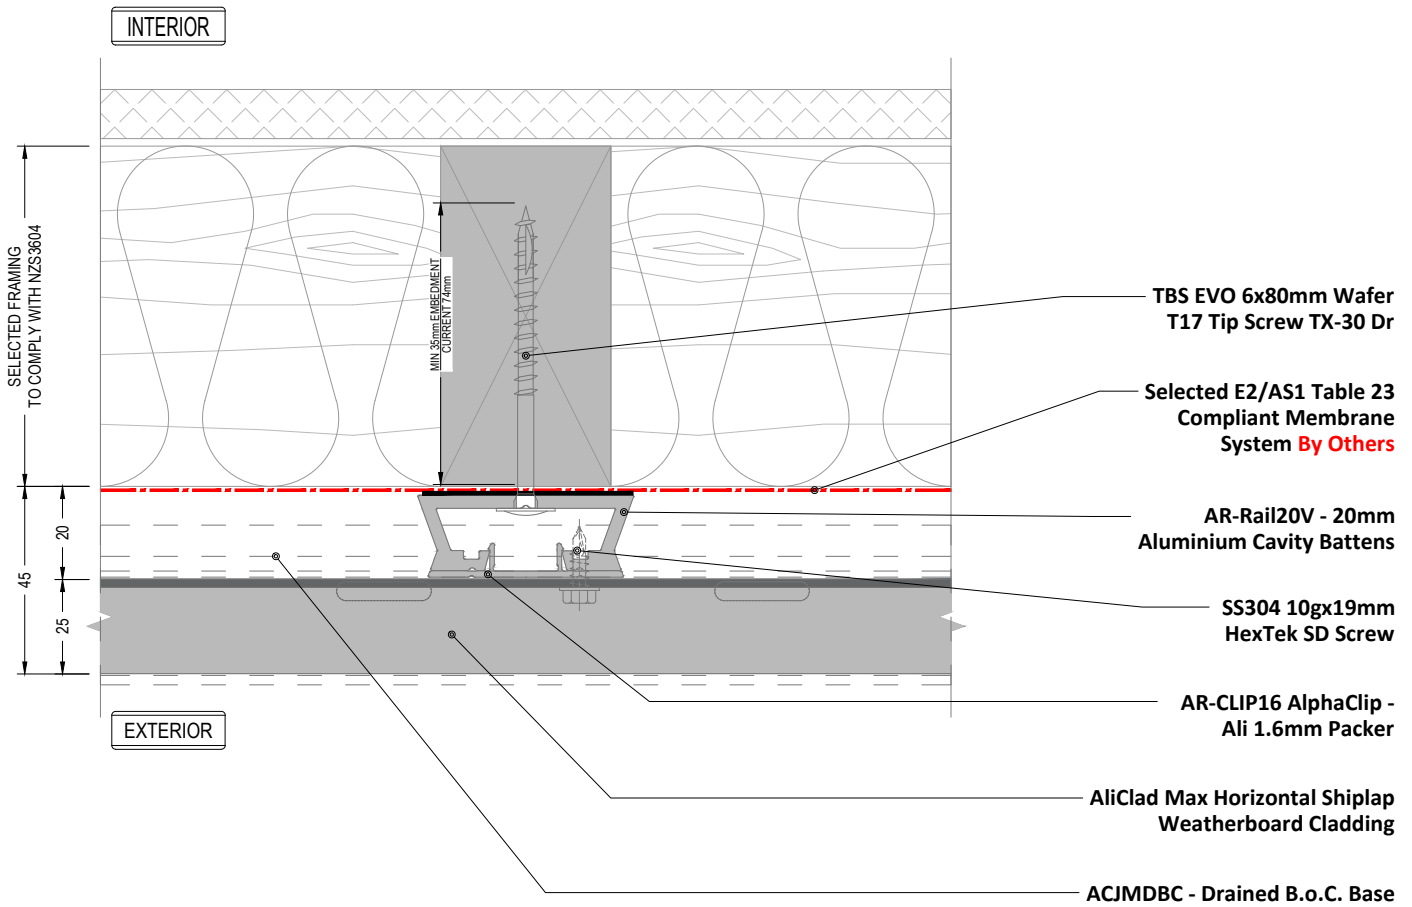 INTERIOR
SELECTED FRAMING
TO COMPLY WITH NZS3604
MIN 35mm EMBEDMENT
CURRENT 74mm
20
45
25
TBS EVO 6x80mm Wafer
T17 Tip Screw TX-30 Dr
Selected E2/AS1 Table 23
Compliant Membrane
System By Others
AR-Rail20V - 20mm
Aluminium Cavity Battens
SS304 10gx19mm
HexTek SD Screw
AR-CLIP16 AlphaClip -
Ali 1.6mm Packer
AliClad Max Horizontal Shiplap
Weatherboard Cladding
ACJMDBC - Drained B.o.C. Base
EXTERIOR